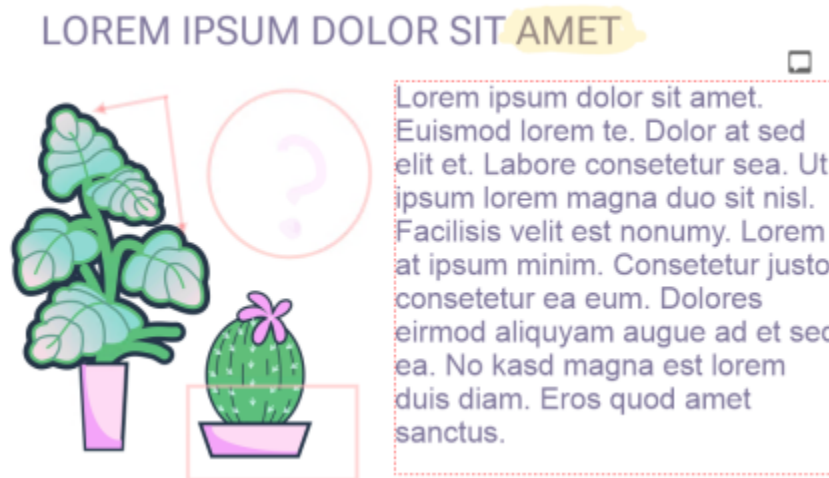 LOREM IPSUM DOLOR SIT AMET
?
Lorem ipsum dolor sit amet.
Euismod lorem te. Dolor at sed
elit et. Labore consetetur sea. Ut
ipsum lorem magna duo sit nisl.
Facilisis velit est nonumy. Lorem
at ipsum minim. Consetetur justo
consetetur ea eum. Dolores
eirmod aliquyam augue ad et sed
ea. No kasd magna est lorem
duis diam. Eros quod amet
sanctus.